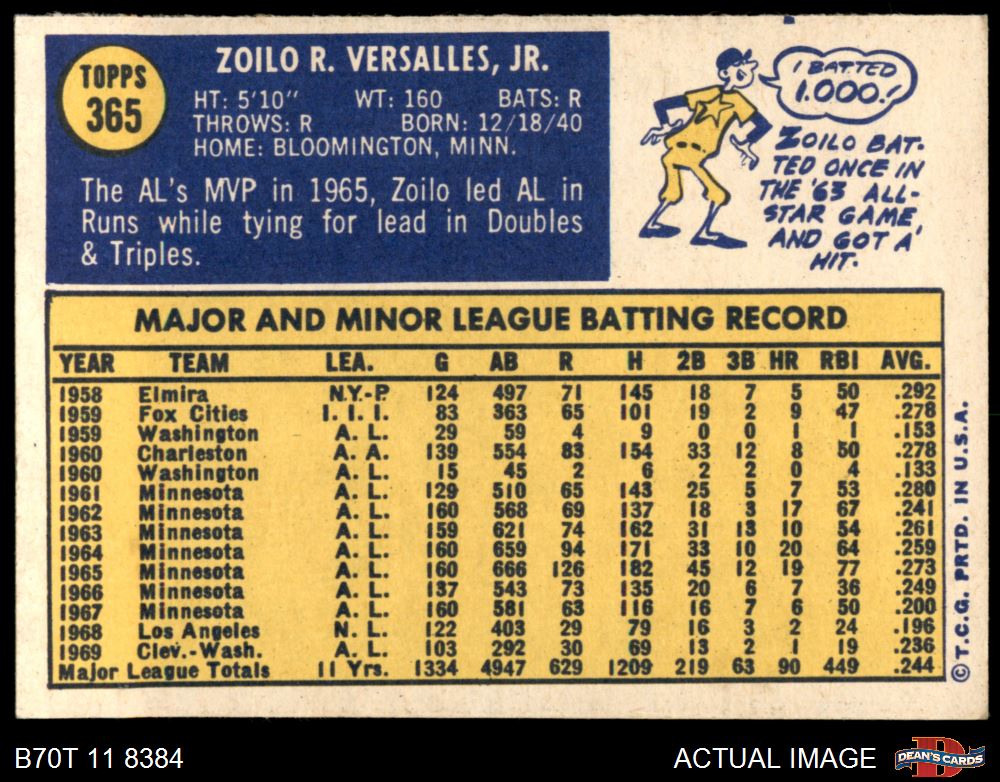 TOPPS
365
ZOILO R. VERSALLES, JR.
HT: 5'10" WT: 160 BATS: R
THROWS: R BORN: 12/18/40
HOME: BLOOMINGTON, MINN.
The AL's MVP in 1965, Zoilo led AL in
Runs while tying for lead in Doubles
& Triples.
I BATTED
1.000!
ZOILO BAT-
TED ONCE IN
THE '63 ALL-
STAR GAME
AND GOT A
HIT.
MAJOR AND MINOR LEAGUE BATTING RECORD
YEAR TEAM LEA. G AB R H 2B 3B HR RBI AVG.
1958 Elmira N.Y.-P. 124 497 71 145 18 7 5 50 .292
1959 Fox Cities I. I. I. 83 363 65 101 19 2 9 47 .278
1959 Washington A. L. 29 59 4 9 0 0 1 1 .153
1960 Charleston A. A. 139 554 83 154 33 12 8 50 .278
1960 Washington A. L. 15 45 2 6 2 2 0 4 .133
1961 Minnesota A. L. 129 510 65 143 25 5 7 53 .280
1962 Minnesota A. L. 160 568 69 137 18 3 17 67 .241
1963 Minnesota A. L. 159 621 74 162 31 13 10 54 .261
1964 Minnesota A. L. 160 659 94 171 33 10 20 64 .259
1965 Minnesota A. L. 160 666 126 182 45 12 19 77 .273
1966 Minnesota A. L. 137 543 73 135 20 6 7 36 .249
1967 Minnesota A. L. 160 581 63 116 16 7 6 50 .200
1968 Los Angeles N. L. 122 403 29 79 16 3 2 24 .196
1969 Clev.-Wash. A. L. 103 292 30 69 13 2 1 19 .236
Major League Totals 11 Yrs. 1334 4947 629 1209 219 63 90 449 .244
© T.C.G. PRTD. IN U.S.A.
B70T 11 8384
ACTUAL IMAGE
D
DEAN'S CARDS